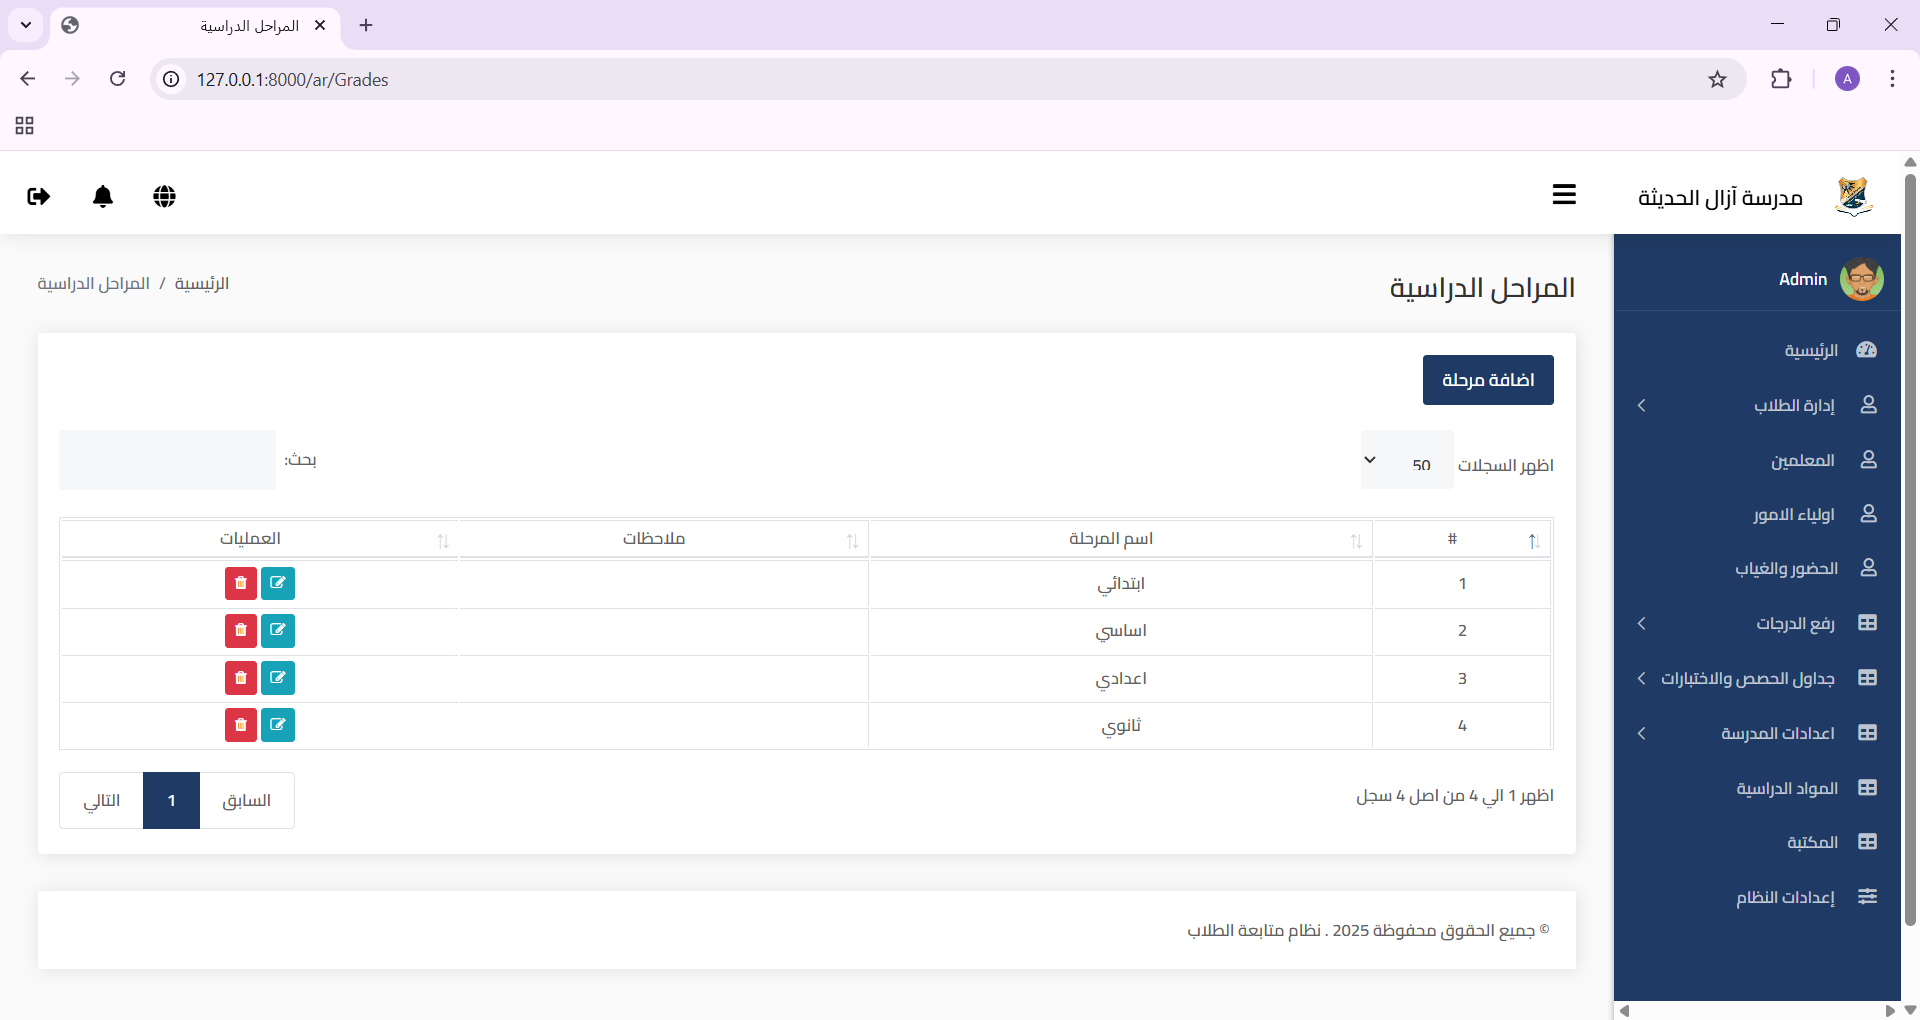 المراحل الدراسية
127.0.0.1:8000/ar/Grades
A
مدرسة آزال الحديثة
Admin
الرئيسية
إدارة الطلاب
المعلمين
اولياء الامور
الحضور والغياب
رفع الدرجات
جداول الحصص والاختبارات
اعدادات المدرسة
المواد الدراسية
المكتبة
إعدادات النظام
المراحل الدراسية
الرئيسية / المراحل الدراسية
اضافة مرحلة
اظهر السجلات 50
بحث:
# اسم المرحلة ملاحظات العمليات
1 ابتدائي
2 اساسي
3 اعدادي
4 ثانوي
اظهر 1 الي 4 من اصل 4 سجل
السابق 1 التالي
© جميع الحقوق محفوظة 2025 . نظام متابعة الطلاب